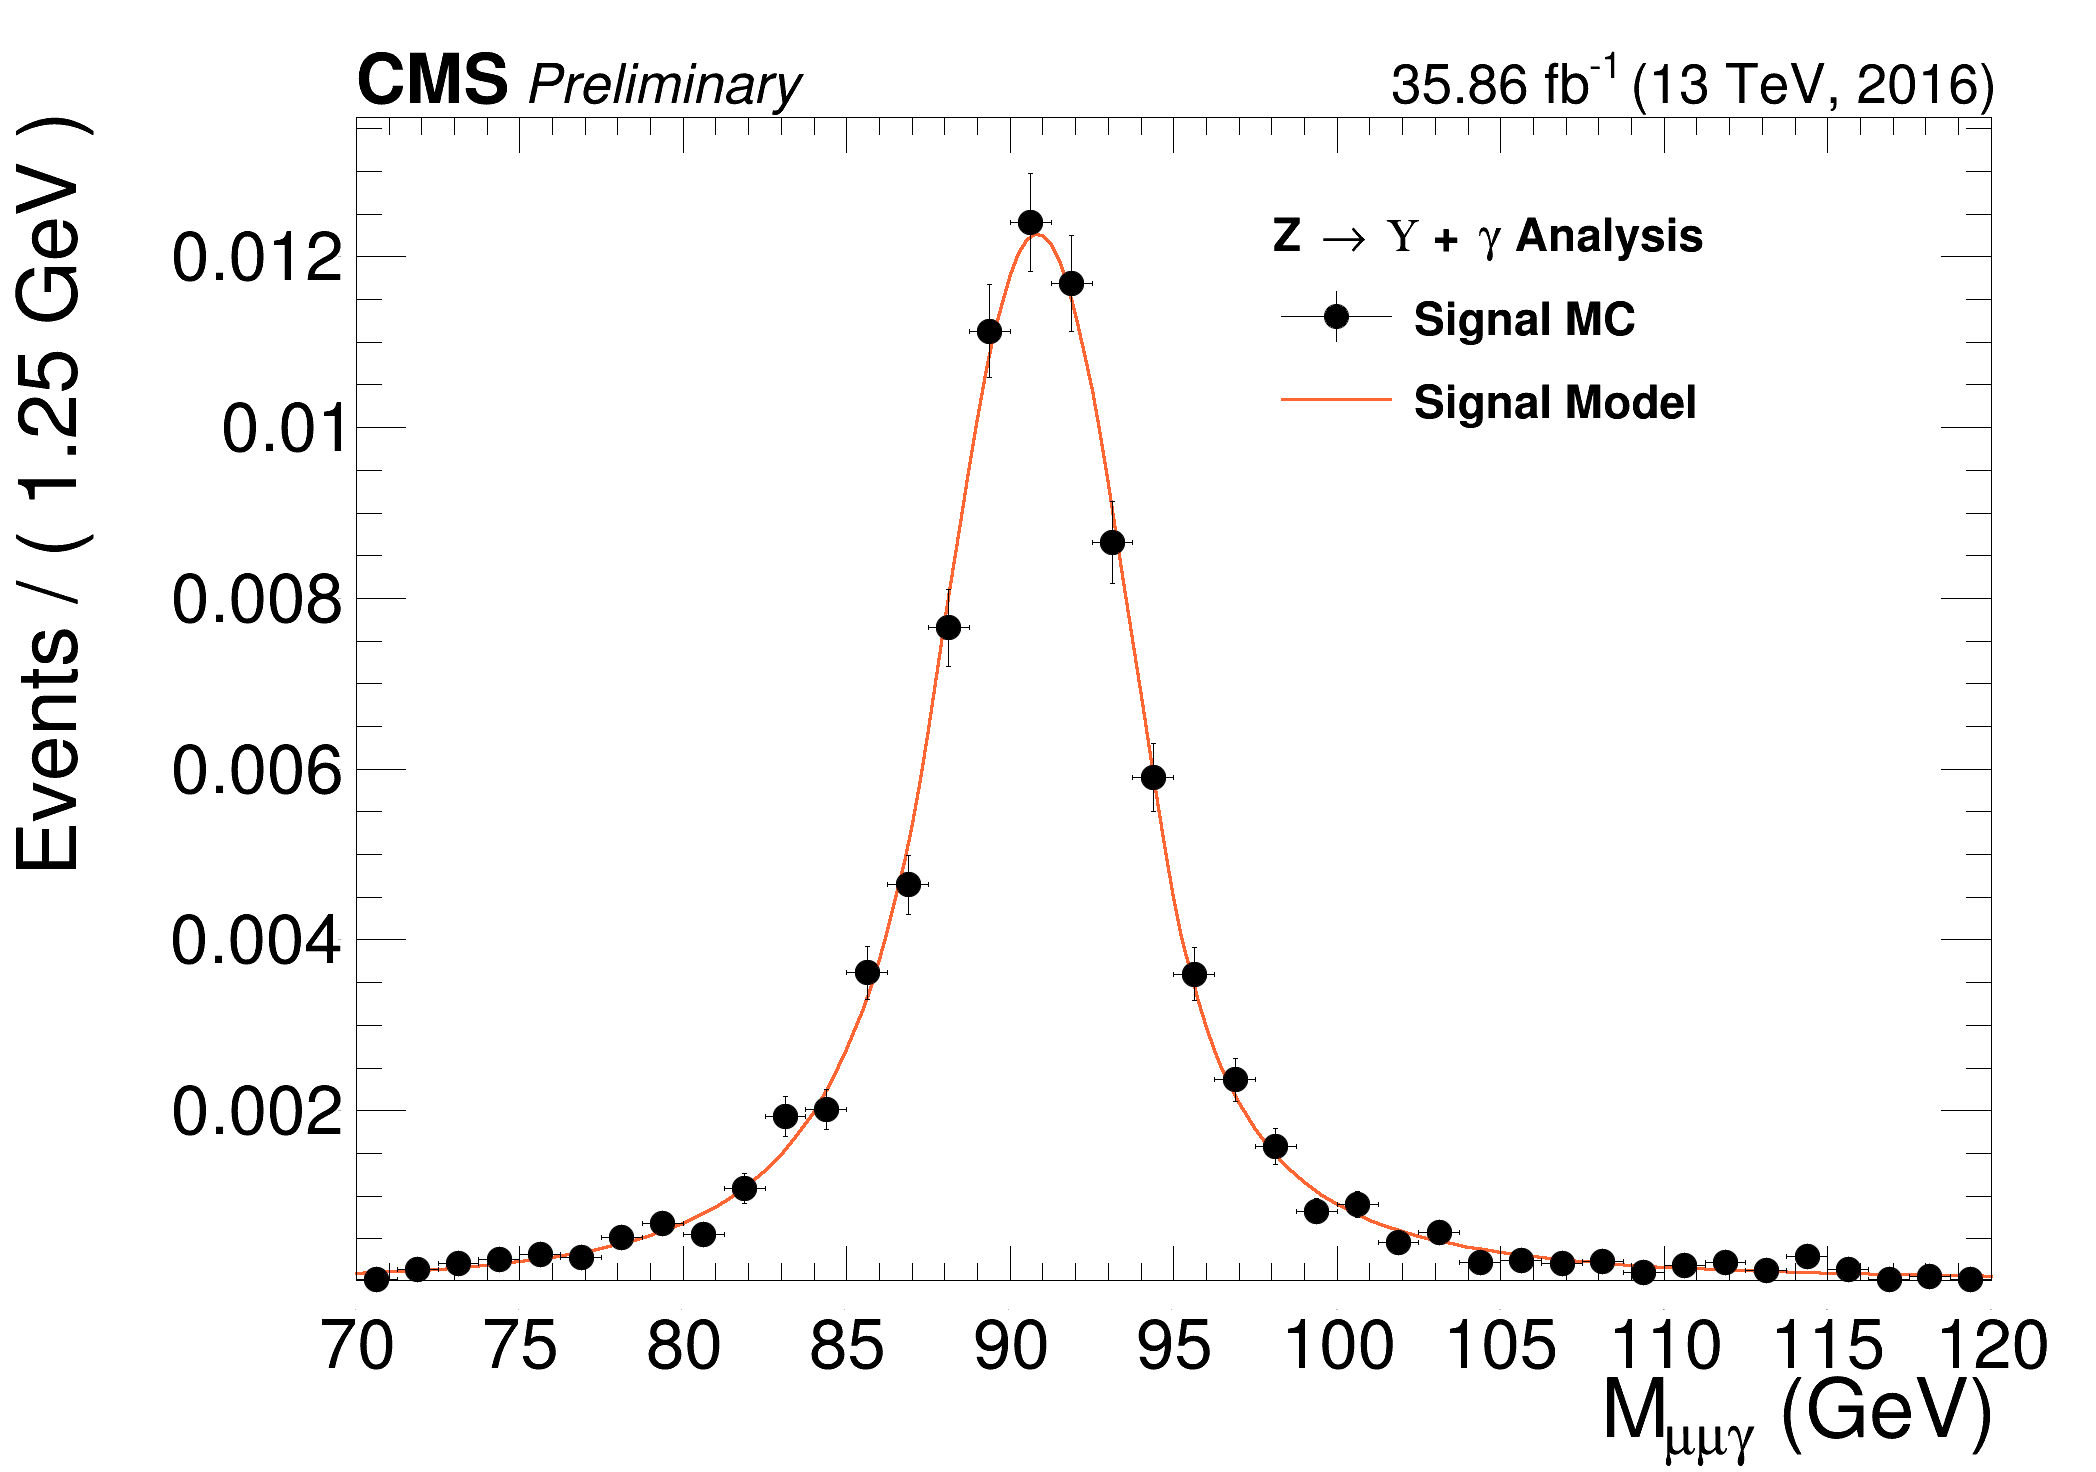 CMS Preliminary
35.86 fb⁻¹ (13 TeV, 2016)
Events / ( 1.25 GeV )
0.012
0.01
0.008
0.006
0.004
0.002
Z → Υ + γ Analysis
Signal MC
Signal Model
70 75 80 85 90 95 100 105 110 115 120
M_μμγ (GeV)